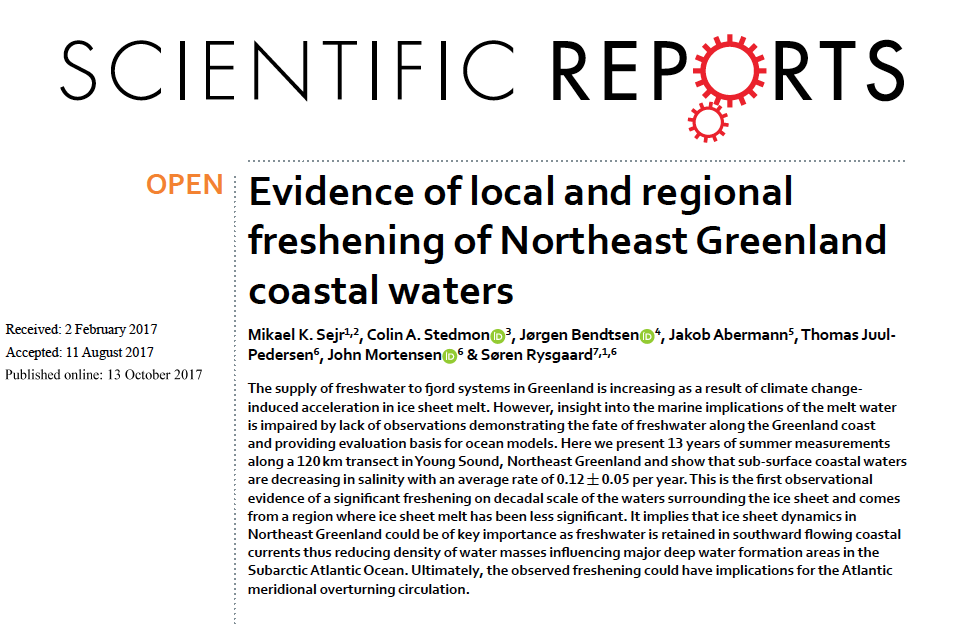 SCIENTIFIC REPORTS
OPEN
Evidence of local and regional
freshening of Northeast Greenland
coastal waters
Received: 2 February 2017
Accepted: 11 August 2017
Published online: 13 October 2017
Mikael K. Sejr1,2, Colin A. Stedmon iD 3, Jørgen Bendtsen iD 4, Jakob Abermann5, Thomas Juul-
Pedersen6, John Mortensen iD 6 & Søren Rysgaard7,1,6
The supply of freshwater to fjord systems in Greenland is increasing as a result of climate change-
induced acceleration in ice sheet melt. However, insight into the marine implications of the melt water
is impaired by lack of observations demonstrating the fate of freshwater along the Greenland coast
and providing evaluation basis for ocean models. Here we present 13 years of summer measurements
along a 120 km transect in Young Sound, Northeast Greenland and show that sub-surface coastal waters
are decreasing in salinity with an average rate of 0.12 ± 0.05 per year. This is the first observational
evidence of a significant freshening on decadal scale of the waters surrounding the ice sheet and comes
from a region where ice sheet melt has been less significant. It implies that ice sheet dynamics in
Northeast Greenland could be of key importance as freshwater is retained in southward flowing coastal
currents thus reducing density of water masses influencing major deep water formation areas in the
Subarctic Atlantic Ocean. Ultimately, the observed freshening could have implications for the Atlantic
meridional overturning circulation.